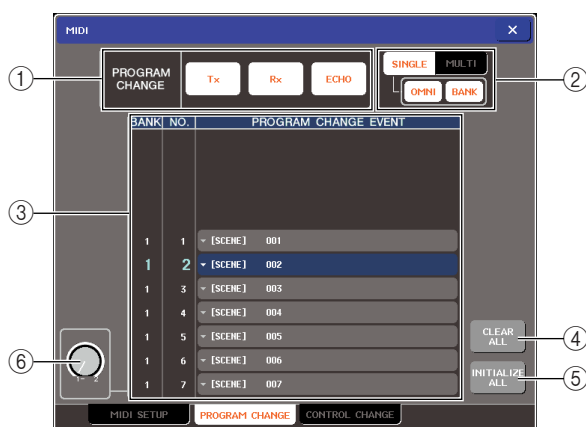 MIDI
PROGRAM CHANGE
Tx
Rx
ECHO
SINGLE
MULTI
OMNI
BANK
①
②
BANK NO. PROGRAM CHANGE EVENT
③
1 1 [SCENE] 001
1 2 [SCENE] 002
1 3 [SCENE] 003
1 4 [SCENE] 004
1 5 [SCENE] 005
1 6 [SCENE] 006
1 7 [SCENE] 007
CLEAR ALL
④
INITIALIZE ALL
⑤
⑥
1- 2
MIDI SETUP
PROGRAM CHANGE
CONTROL CHANGE